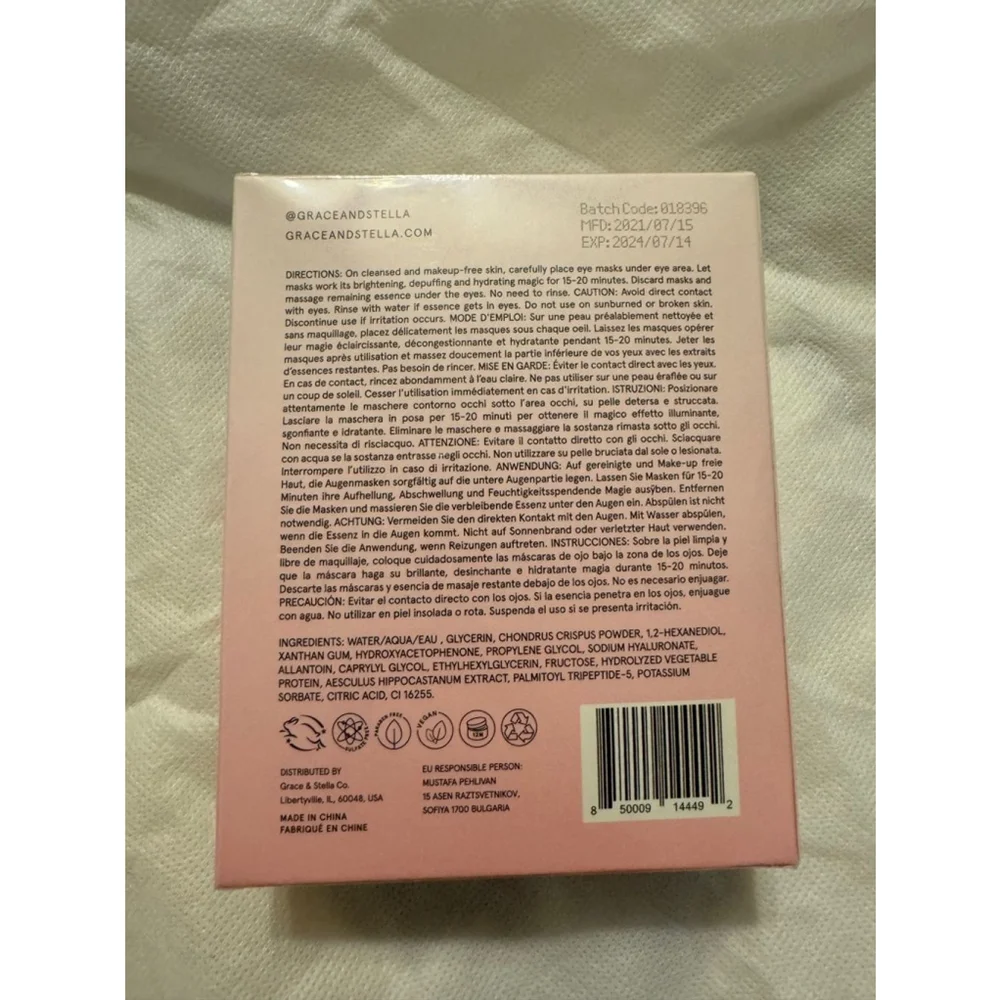 @GRACEANDSTELLA
GRACEANDSTELLA.COM
Batch Code:010396
MFD:2021/07/15
EXP:2024/07/14
DIRECTIONS: On cleansed and makeup-free skin, carefully place eye masks under eye area. Let
masks work its brightening, depuffing and hydrating magic for 15-20 minutes. Discard masks and
massage remaining essence under the eyes. No need to rinse. CAUTION: Avoid direct contact
with eyes. Rinse with water if essence gets in eyes. Do not use on sunburned or broken skin.
Discontinue use if irritation occurs. MODE D'EMPLOI: Sur une peau préalablement nettoyée et
sans maquillage, placez délicatement les masques sous chaque oeil. Laissez les masques opérer
leur magie éclaircissante, décongestionnante et hydratante pendant 15-20 minutes. Jeter les
masques après utilisation et massez doucement la partie inférieure de vos yeux avec les extraits
d'essences restantes. Pas besoin de rincer. MISE EN GARDE: Éviter le contact direct avec les yeux.
En cas de contact, rincez abondamment à l'eau claire. Ne pas utiliser sur une peau éraflée ou sur
un coup de soleil. Cesser l'utilisation immédiatement en cas d'irritation. ISTRUZIONI: Posizionare
attentamente le maschere contorno occhi sotto l'area occhi, su pelle detersa e struccata.
Lasciare la maschera in posa per 15-20 minuti per ottenere il magico effetto illuminante,
sgonfiante e idratante. Eliminare le maschere e massaggiare la sostanza rimasta sotto gli occhi.
Non necessita di risciacquo. ATTENZIONE: Evitare il contatto diretto con gli occhi. Sciacquare
con acqua se la sostanza entrasse negli occhi. Non utilizzare su pelle bruciata dal sole o lesionata.
Interrompere l'utilizzo in caso di irritazione. ANWENDUNG: Auf gereinigte und Make-up freie
Haut, die Augenmasken sorgfältig auf die untere Augenpartie legen. Lassen Sie Masken für 15-20
Minuten ihre Aufhellung, Abschwellung und Feuchtigkeitsspendende Magie ausüben. Entfernen
Sie die Masken und massieren Sie die verbleibende Essenz unter den Augen ein. Abspülen ist nicht
notwendig. ACHTUNG: Vermeiden Sie den direkten Kontakt mit den Augen. Mit Wasser abspülen,
wenn die Essenz in die Augen kommt. Nicht auf Sonnenbrand oder verletzter Haut verwenden.
Beenden Sie die Anwendung, wenn Reizungen auftreten. INSTRUCCIONES: Sobre la piel limpia y
libre de maquillaje, coloque cuidadosamente las máscaras de ojo bajo la zona de los ojos. Deje
que la máscara haga su brillante, desinchante e hidratante magia durante 15-20 minutos.
Descarte las máscaras y esencia de masaje restante debajo de los ojos. No es necesario enjuagar.
PRECAUCIÓN: Evitar el contacto directo con los ojos. Si la esencia penetra en los ojos, enjuague
con agua. No utilizar en piel insolada o rota. Suspenda el uso si se presenta irritación.
INGREDIENTS: WATER/AQUA/EAU , GLYCERIN, CHONDRUS CRISPUS POWDER, 1,2-HEXANEDIOL,
XANTHAN GUM, HYDROXYACETOPHENONE, PROPYLENE GLYCOL, SODIUM HYALURONATE,
ALLANTOIN, CAPRYLYL GLYCOL, ETHYLHEXYLGLYCERIN, FRUCTOSE, HYDROLYZED VEGETABLE
PROTEIN, AESCULUS HIPPOCASTANUM EXTRACT, PALMITOYL TRIPEPTIDE-5, POTASSIUM
SORBATE, CITRIC ACID, CI 16255.
SULFATE FREE
PARABEN FREE
VEGAN
12M
DISTRIBUTED BY
Grace & Stella Co.
Libertyville, IL, 60048, USA
MADE IN CHINA
FABRIQUÉ EN CHINE
EU RESPONSIBLE PERSON:
MUSTAFA PEHLIVAN
15 ASEN RAZTSVETNIKOV,
SOFIYA 1700 BULGARIA
8 50009 14449 2